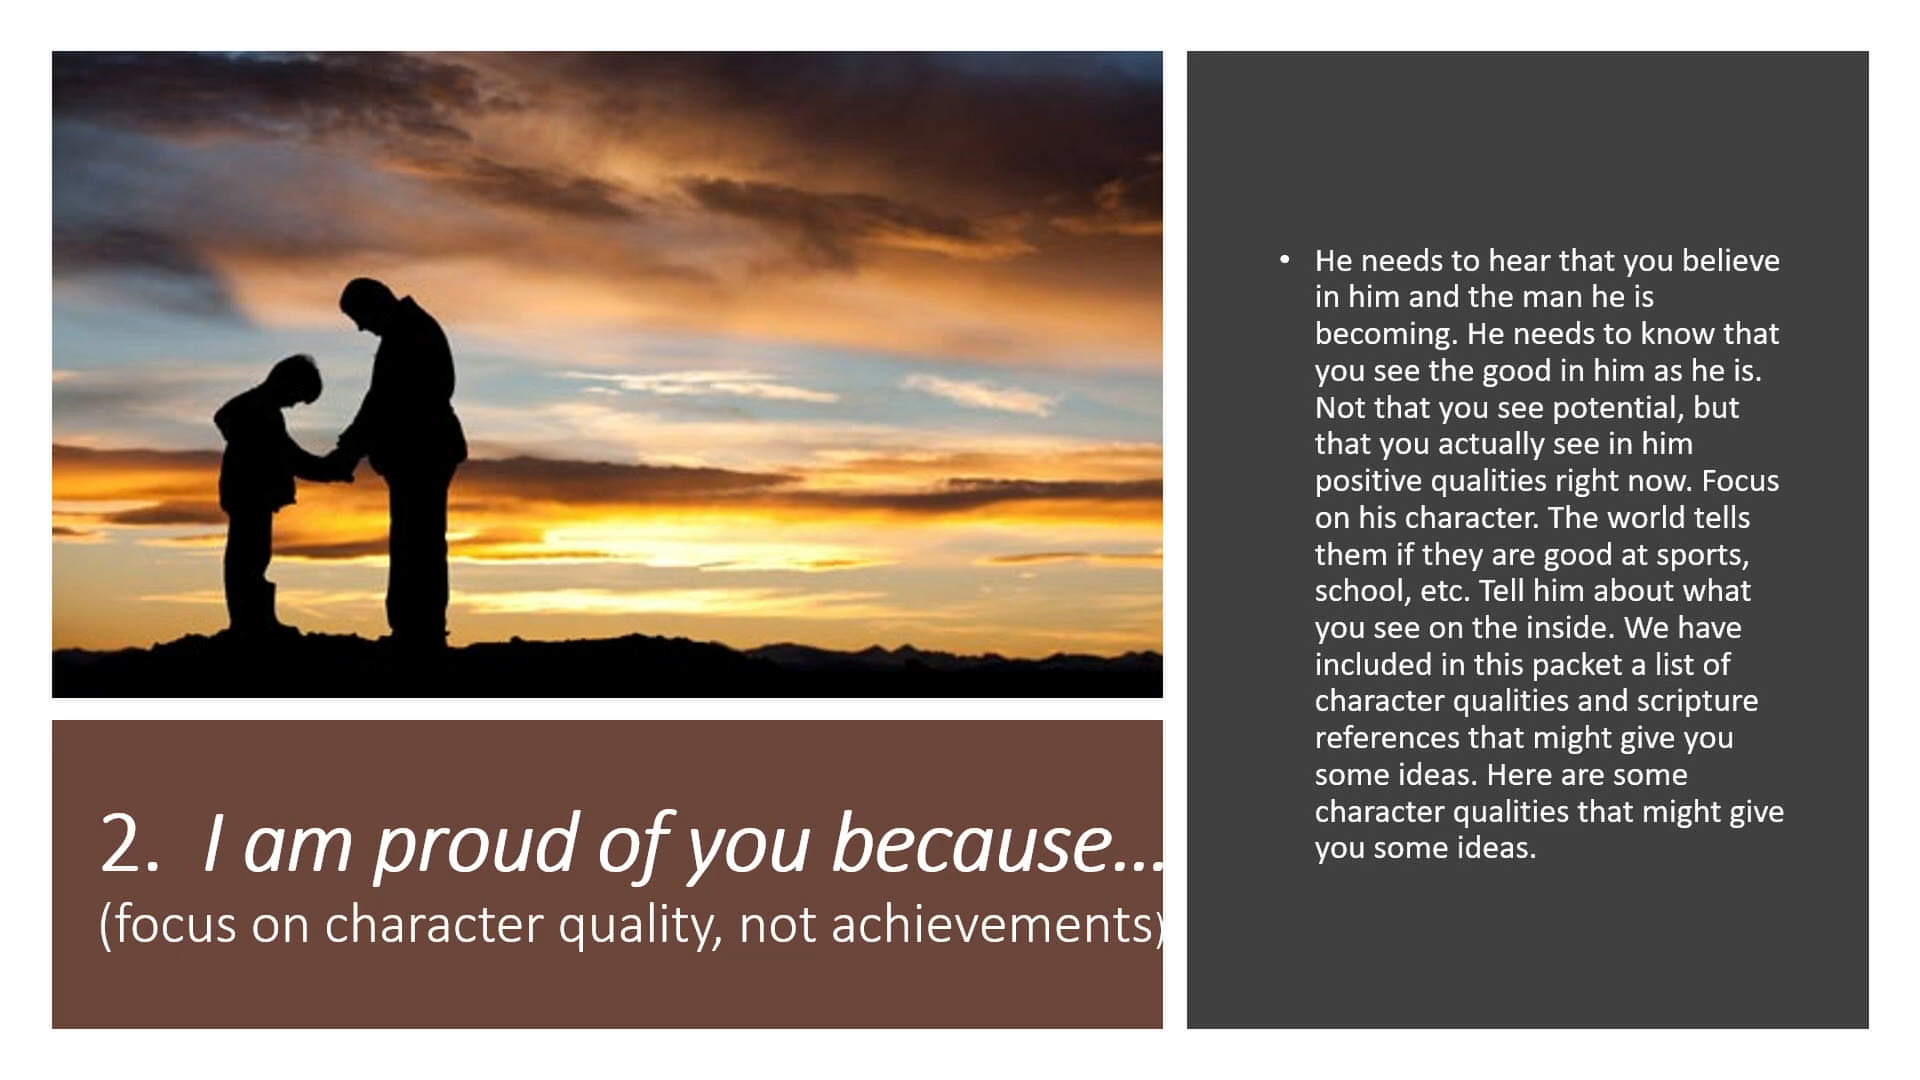 2. I am proud of you because...
(focus on character quality, not achievements)
• He needs to hear that you believe
in him and the man he is
becoming. He needs to know that
you see the good in him as he is.
Not that you see potential, but
that you actually see in him
positive qualities right now. Focus
on his character. The world tells
them if they are good at sports,
school, etc. Tell him about what
you see on the inside. We have
included in this packet a list of
character qualities and scripture
references that might give you
some ideas. Here are some
character qualities that might give
you some ideas.